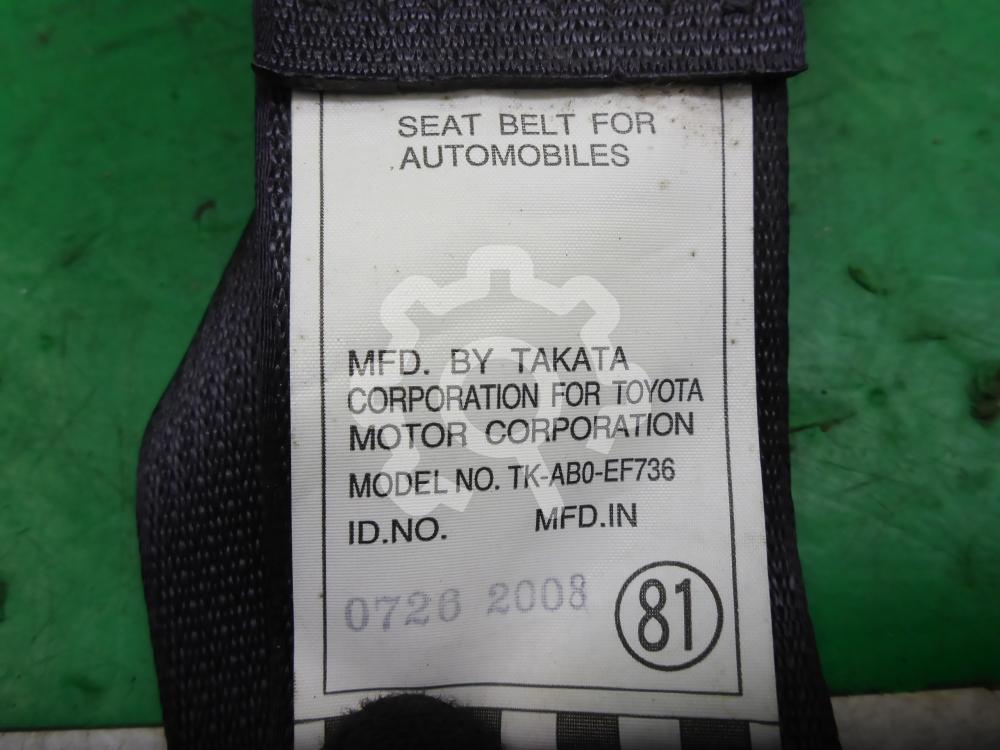 SEAT BELT FOR
AUTOMOBILES
MFD. BY TAKATA
CORPORATION FOR TOYOTA
MOTOR CORPORATION
MODEL NO. TK-AB0-EF736
ID.NO. MFD.IN
0726 2008
81